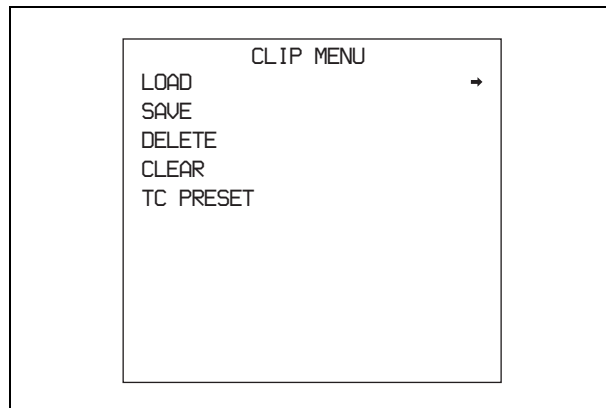 CLIP MENU
LOAD →
SAVE
DELETE
CLEAR
TC PRESET